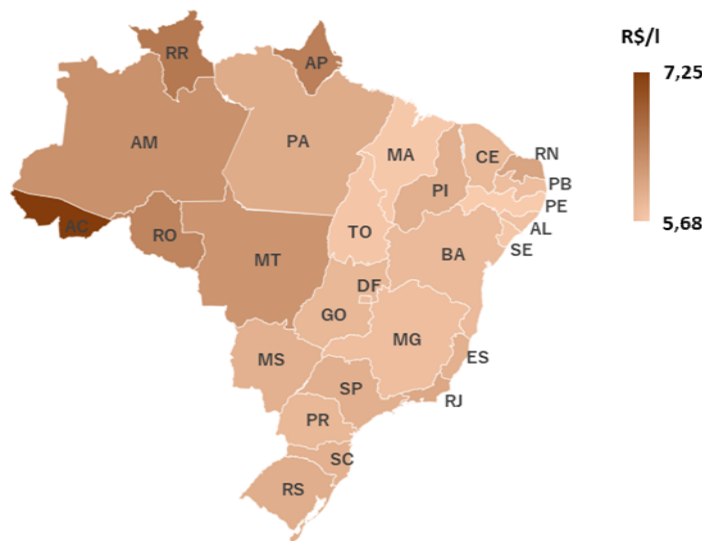 R$/l
7,25
5,68
RR
AP
AM
PA
MA
CE
RN
PB
PE
AL
SE
PI
AC
RO
TO
MT
BA
DF
GO
MG
MS
ES
SP
RJ
PR
SC
RS